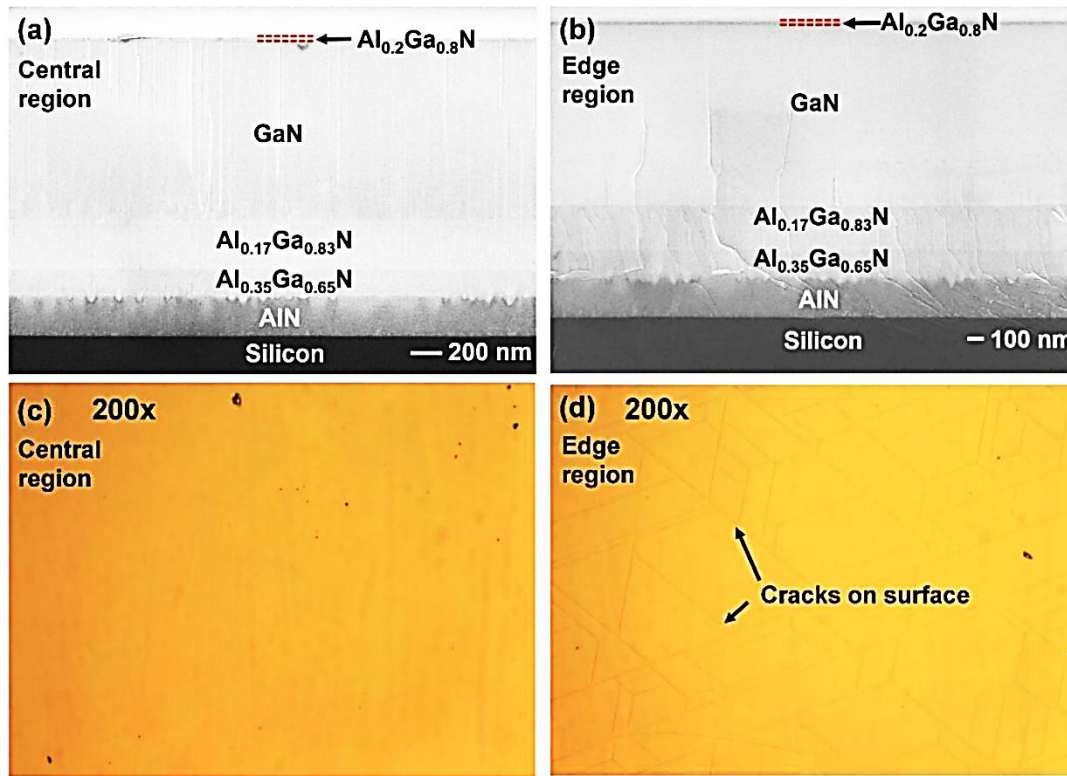 (a)
Al0.2Ga0.8N
Central
region
GaN
Al0.17Ga0.83N
Al0.35Ga0.65N
AlN
Silicon
200 nm
(b)
Al0.2Ga0.8N
Edge
region
GaN
Al0.17Ga0.83N
Al0.35Ga0.65N
AlN
Silicon
100 nm
(c) 200x
Central
region
(d) 200x
Edge
region
Cracks on surface